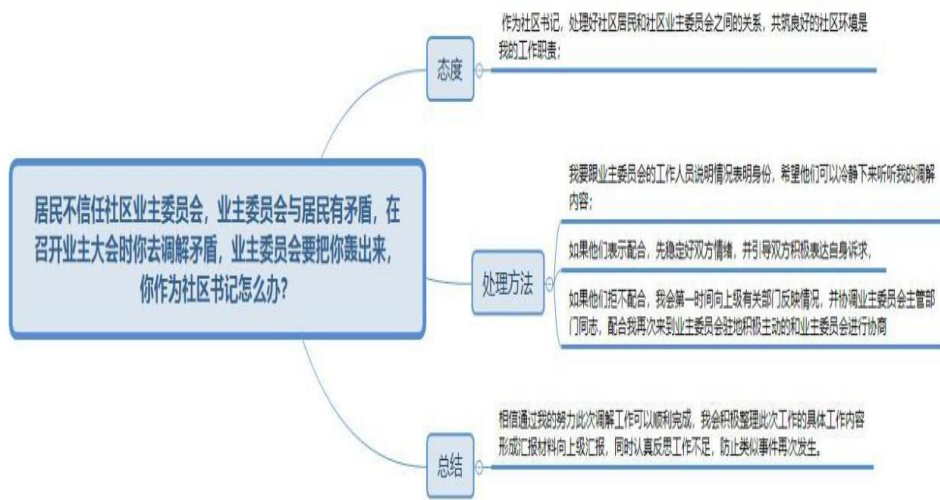 居民不信任社区业主委员会，业主委员会与居民有矛盾，在
召开业主大会时你去调解矛盾，业主委员会要把你轰出来，
你作为社区书记怎么办？
态度
作为社区书记，处理好社区居民和社区业主委员会之间的关系，共筑良好的社区环境是
我的工作职责；
处理方法
我要跟业主委员会的工作人员说明情况表明身份，希望他们可以冷静下来听听我的调解
内容；
如果他们表示配合，先稳定好双方情绪，并引导双方积极表达自身诉求，
如果他们拒不配合，我会第一时间向上级有关部门反映情况，并协调业主委员会主管部
门同志，配合我再次来到业主委员会驻地积极主动的和业主委员会进行协商
总结
相信通过我的努力此次调解工作可以顺利完成，我会积极整理此次工作的具体工作内容
形成汇报材料向上级汇报，同时认真反思工作不足，防止类似事件再次发生。